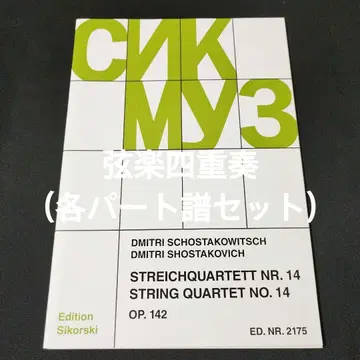 СИК
МУЗ
弦楽四重奏
(各パート譜セット)
DMITRI SCHOSTAKOWITSCH
DMITRI SHOSTAKOVICH
STREICHQUARTETT NR. 14
STRING QUARTET NO. 14
OP. 142
Edition
Sikorski
ED. NR. 2175